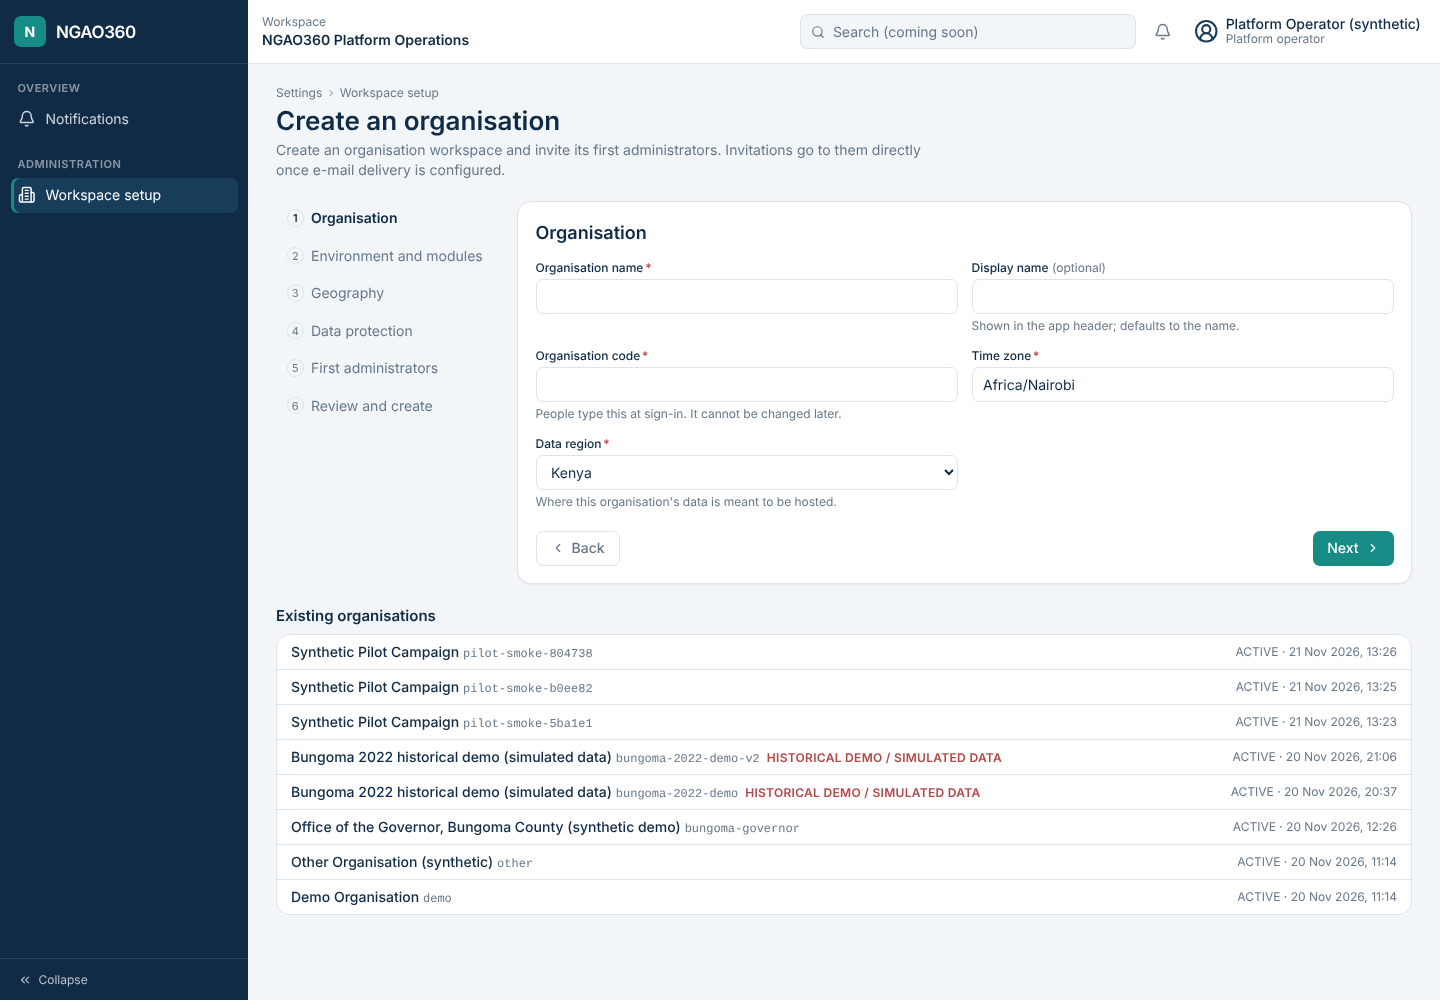 N NGAO360
OVERVIEW
Notifications
ADMINISTRATION
Workspace setup
Collapse
Workspace
NGAO360 Platform Operations
Search (coming soon)
Platform Operator (synthetic)
Platform operator
Settings > Workspace setup
Create an organisation
Create an organisation workspace and invite its first administrators. Invitations go to them directly
once e-mail delivery is configured.
1 Organisation
2 Environment and modules
3 Geography
4 Data protection
5 First administrators
6 Review and create
Organisation
Organisation name *
Display name (optional)
Shown in the app header; defaults to the name.
Organisation code *
People type this at sign-in. It cannot be changed later.
Time zone *
Africa/Nairobi
Data region *
Kenya
Where this organisation's data is meant to be hosted.
Back
Next
Existing organisations
Synthetic Pilot Campaign pilot-smoke-804738 ACTIVE · 21 Nov 2026, 13:26
Synthetic Pilot Campaign pilot-smoke-b0ee82 ACTIVE · 21 Nov 2026, 13:25
Synthetic Pilot Campaign pilot-smoke-5ba1e1 ACTIVE · 21 Nov 2026, 13:23
Bungoma 2022 historical demo (simulated data) bungoma-2022-demo-v2 HISTORICAL DEMO / SIMULATED DATA ACTIVE · 20 Nov 2026, 21:06
Bungoma 2022 historical demo (simulated data) bungoma-2022-demo HISTORICAL DEMO / SIMULATED DATA ACTIVE · 20 Nov 2026, 20:37
Office of the Governor, Bungoma County (synthetic demo) bungoma-governor ACTIVE · 20 Nov 2026, 12:26
Other Organisation (synthetic) other ACTIVE · 20 Nov 2026, 11:14
Demo Organisation demo ACTIVE · 20 Nov 2026, 11:14